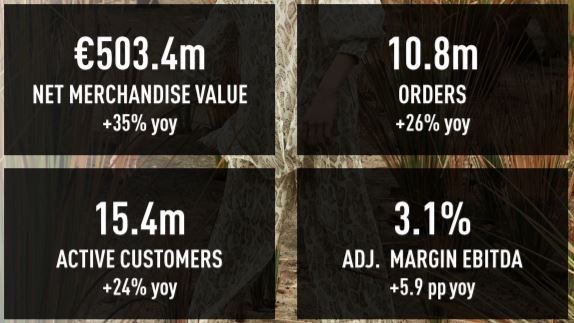 €503.4m
NET MERCHANDISE VALUE
+35% yoy
10.8m
ORDERS
+26% yoy
15.4m
ACTIVE CUSTOMERS
+24% yoy
3.1%
ADJ. MARGIN EBITDA
+5.9 pp yoy